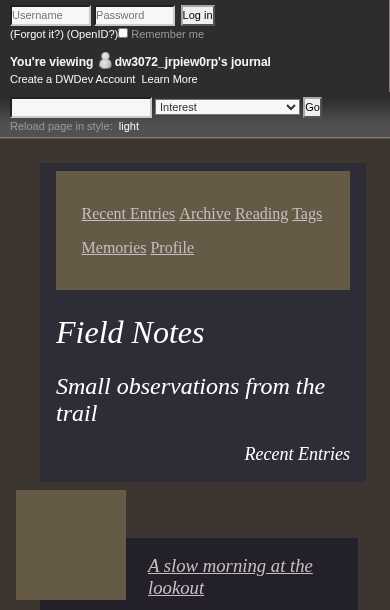 Username Password Log in
(Forgot it?) (OpenID?) Remember me
You're viewing dw3072_jrpiew0rp's journal
Create a DWDev Account Learn More
Interest Go
Reload page in style: light
Recent Entries Archive Reading Tags
Memories Profile
Field Notes
Small observations from the
trail
Recent Entries
A slow morning at the
lookout